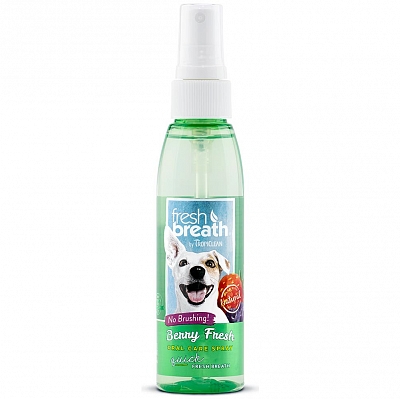 fresh
breath
by TROPICLEAN
No Brushing!
Berry Fresh
ORAL CARE SPRAY
FRESH BREATH